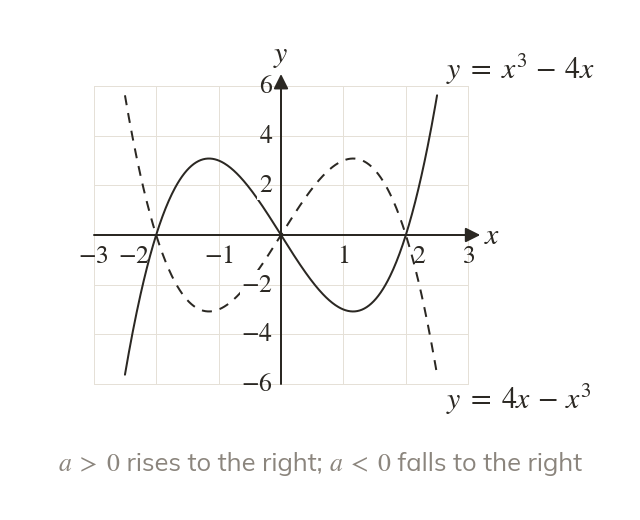 y
y = x³ − 4x
6
4
2
x
−3 −2 −1 1 2 3
−2
−4
−6
y = 4x − x³
a > 0 rises to the right; a < 0 falls to the right